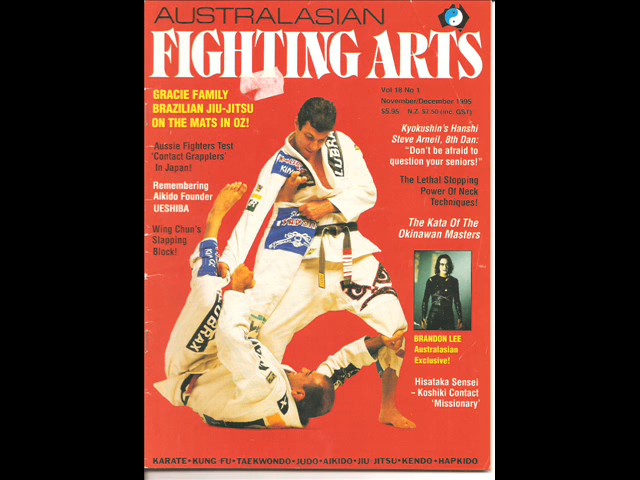 AUSTRALASIAN
FIGHTING ARTS
Vol 18 No 1
November/December 1995
GRACIE FAMILY
BRAZILIAN JIU-JITSU
ON THE MATS IN OZ!
Aussie Fighters Test
'Contact Grapplers'
In Japan!
Remembering
Aikido Founder
UESHIBA
Wing Chun's
Slapping
Block!
Kyokushin's Hanshi
Steve Arneil, 8th Dan:
"Don't be afraid to
question your seniors!"
The Lethal Stopping
Power Of Neck
Techniques!
The Kata Of The
Okinawan Masters
BRANDON LEE
Australasian
Exclusive!
Hisataka Sensei
– Koshiki Contact
'Missionary'
LUBRAX
KIM
LUBRAX
KARATE•KUNG-FU•TAEKWONDO•JUDO•AIKIDO•JIU-JITSU•KENDO•HAPKIDO